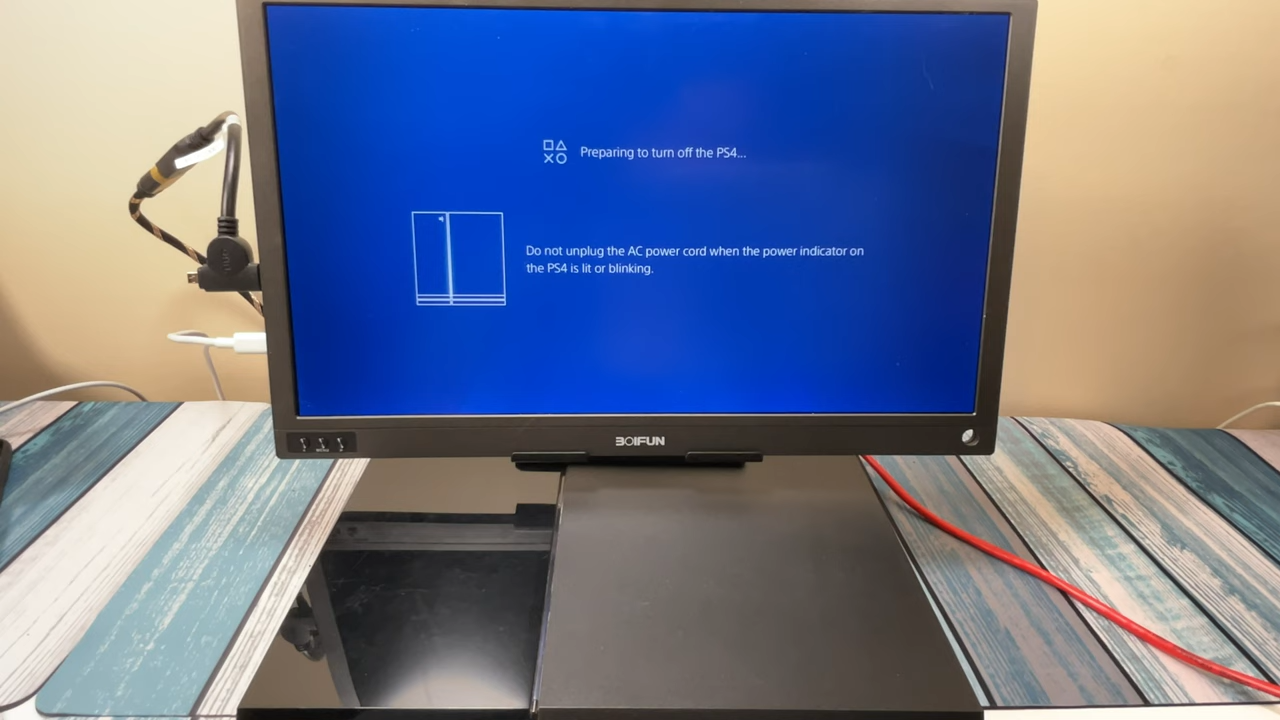 Preparing to turn off the PS4...
Do not unplug the AC power cord when the power indicator on
the PS4 is lit or blinking.
BOIFUN